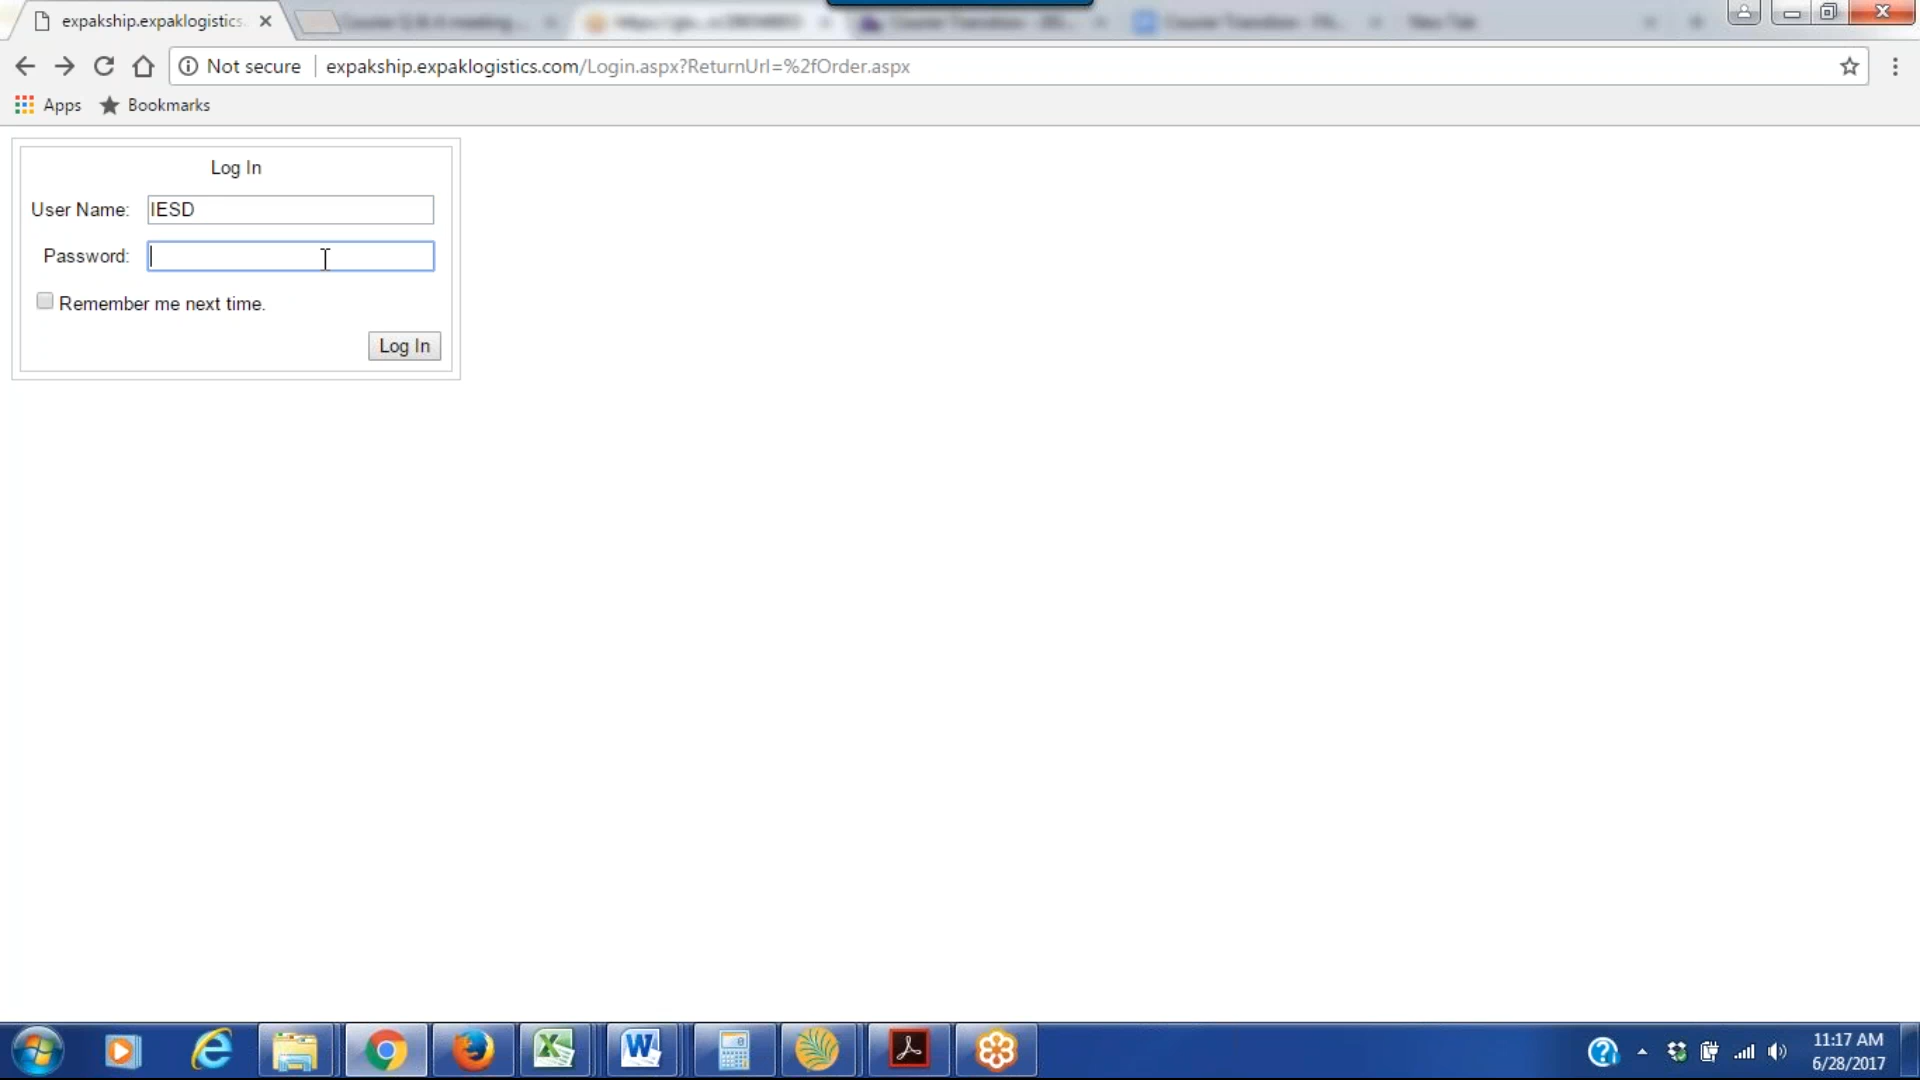 expakship.expaklogistics.
Not secure expakship.expaklogistics.com/Login.aspx?ReturnUrl=%2fOrder.aspx
Apps Bookmarks
Log In
User Name: IESD
Password:
Remember me next time.
Log In
11:17 AM
6/28/2017